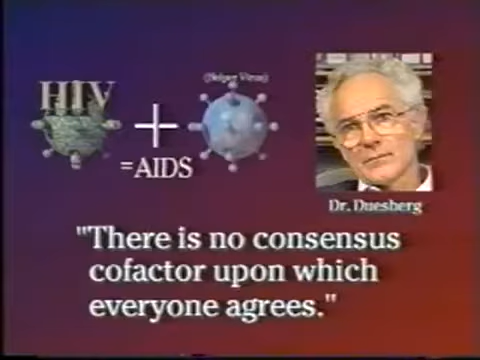 HIV
(Helper Virus)
+
=AIDS
Dr. Duesberg
"There is no consensus
cofactor upon which
everyone agrees."